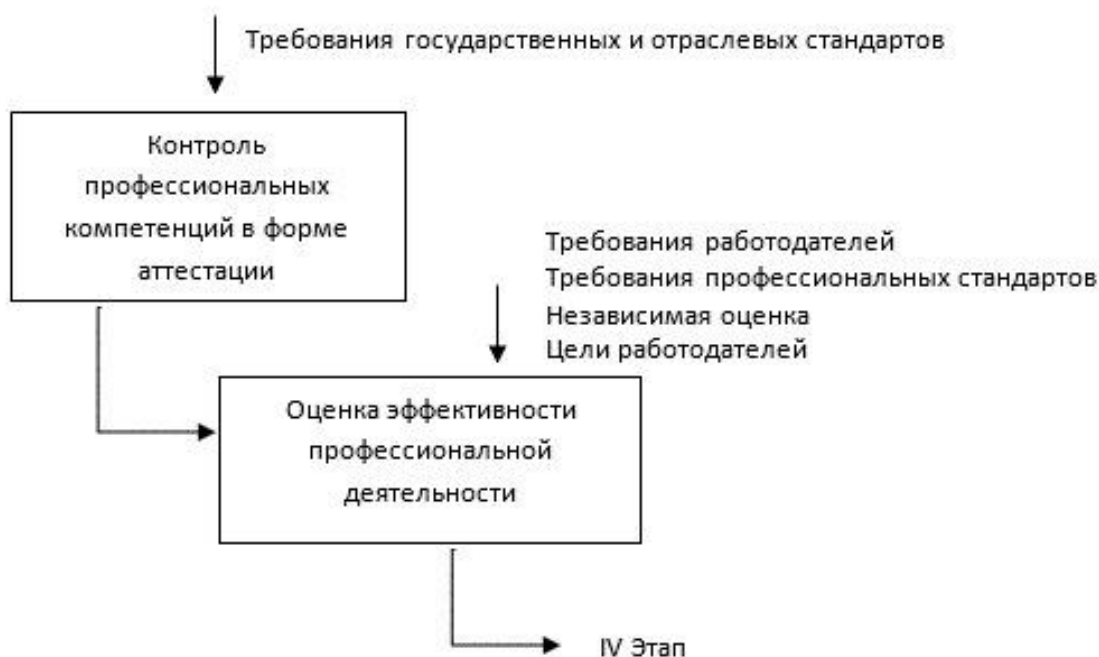 Требования государственных и отраслевых стандартов
Контроль
профессиональных
компетенций в форме
аттестации
Требования работодателей
Требования профессиональных стандартов
Независимая оценка
Цели работодателей
Оценка эффективности
профессиональной
деятельности
IV Этап